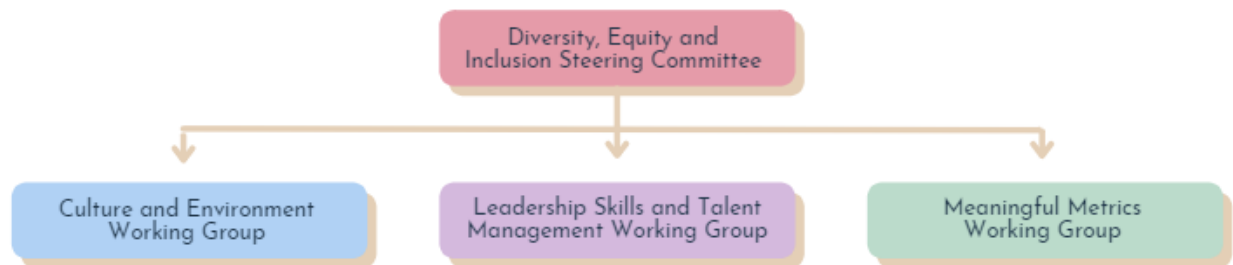 Diversity, Equity and
Inclusion Steering Committee
Culture and Environment
Working Group
Leadership Skills and Talent
Management Working Group
Meaningful Metrics
Working Group